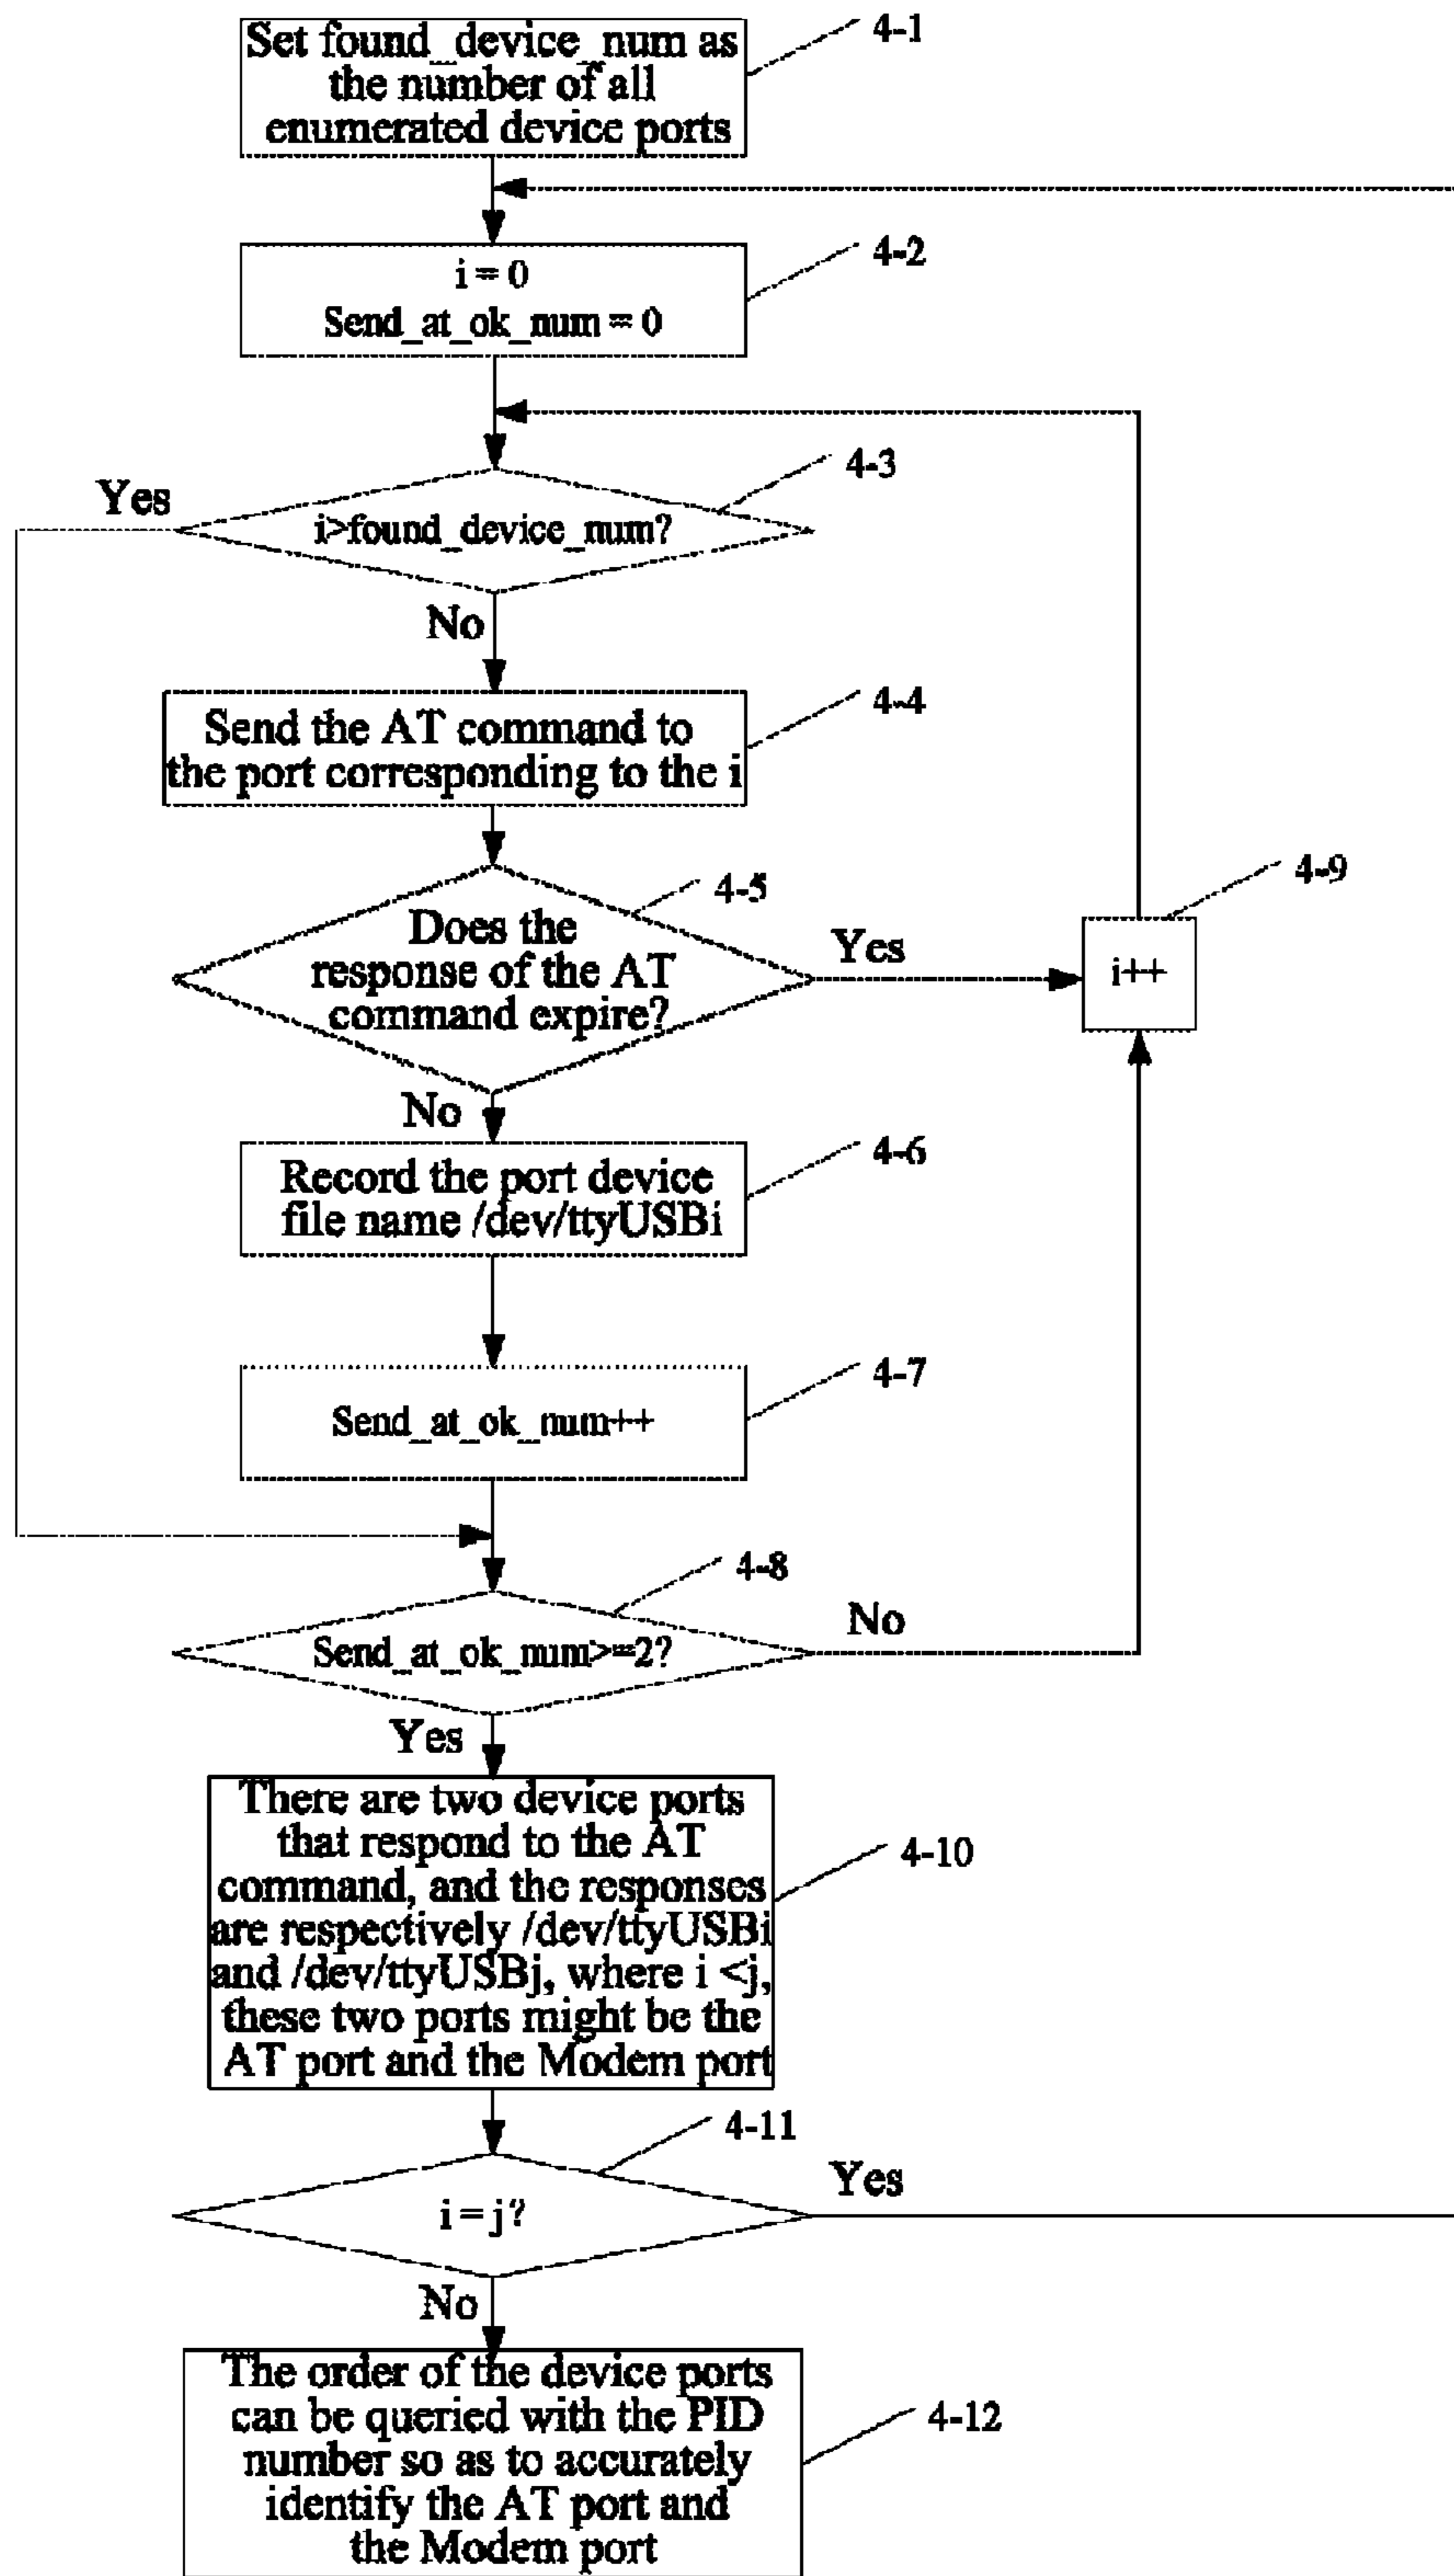 Set found_device_num as
the number of all
enumerated device ports
4-1
i = 0
Send_at_ok_num = 0
4-2
i>found_device_num?
4-3
Yes
No
Send the AT command to
the port corresponding to the i
4-4
Does the
response of the AT
command expire?
4-5
Yes
No
i++
4-9
Record the port device
file name /dev/ttyUSBi
4-6
Send_at_ok_num++
4-7
Send_at_ok_num>=2?
4-8
No
Yes
There are two device ports
that respond to the AT
command, and the responses
are respectively /dev/ttyUSBi
and /dev/ttyUSBj, where i <j,
these two ports might be the
AT port and the Modem port
4-10
i = j?
4-11
Yes
No
The order of the device ports
can be queried with the PID
number so as to accurately
identify the AT port and
the Modem port
4-12